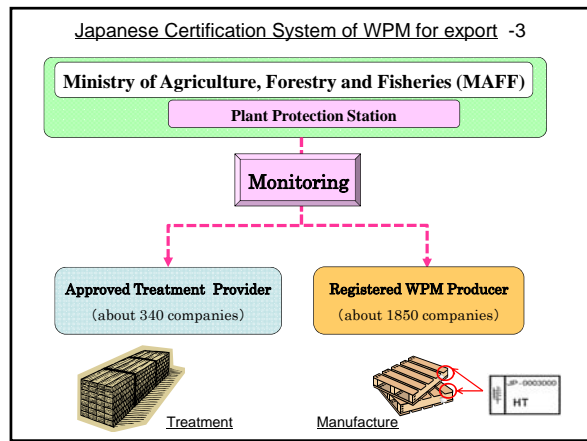 Japanese Certification System of WPM for export -3
Ministry of Agriculture, Forestry and Fisheries (MAFF)
Plant Protection Station
Monitoring
Approved Treatment Provider
(about 340 companies)
Registered WPM Producer
(about 1850 companies)
Treatment
Manufacture
JP-0003000
HT